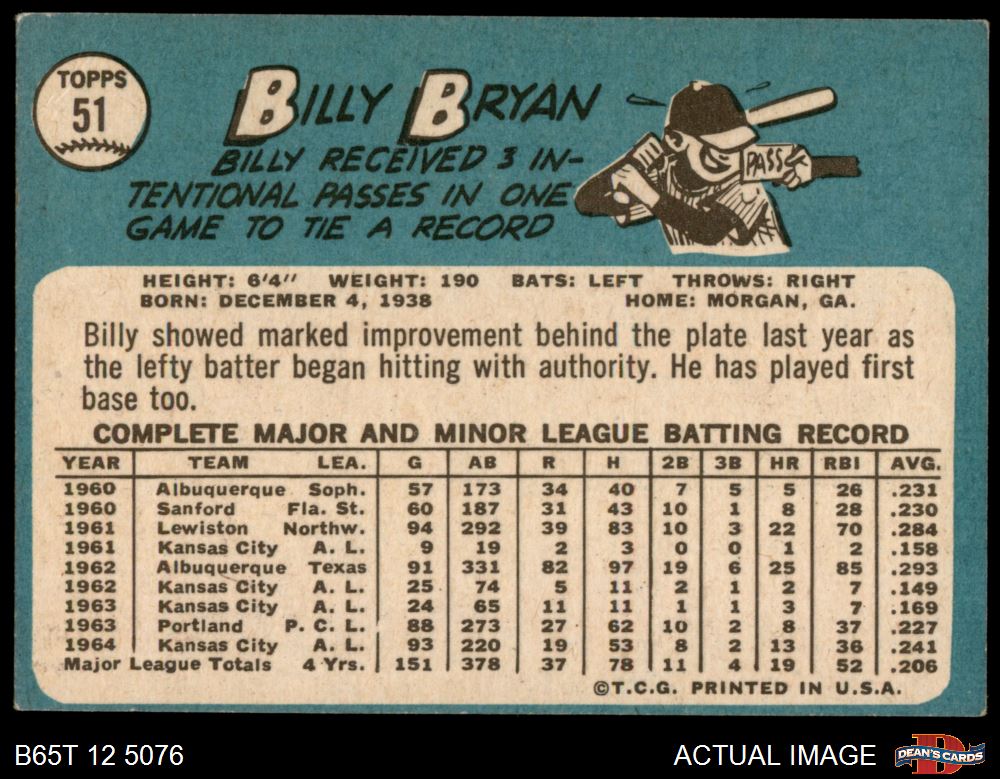 TOPPS
51
BILLY BRYAN
BILLY RECEIVED 3 IN-
TENTIONAL PASSES IN ONE
GAME TO TIE A RECORD
PASS
HEIGHT: 6'4" WEIGHT: 190 BATS: LEFT THROWS: RIGHT
BORN: DECEMBER 4, 1938 HOME: MORGAN, GA.
Billy showed marked improvement behind the plate last year as
the lefty batter began hitting with authority. He has played first
base too.
COMPLETE MAJOR AND MINOR LEAGUE BATTING RECORD
YEAR TEAM LEA. G AB R H 2B 3B HR RBI AVG.
1960 Albuquerque Soph. 57 173 34 40 7 5 5 26 .231
1960 Sanford Fla. St. 60 187 31 43 10 1 8 28 .230
1961 Lewiston Northw. 94 292 39 83 10 3 22 70 .284
1961 Kansas City A. L. 9 19 2 3 0 0 1 2 .158
1962 Albuquerque Texas 91 331 82 97 19 6 25 85 .293
1962 Kansas City A. L. 25 74 5 11 2 1 2 7 .149
1963 Kansas City A. L. 24 65 11 11 1 1 3 7 .169
1963 Portland P. C. L. 88 273 27 62 10 2 8 37 .227
1964 Kansas City A. L. 93 220 19 53 8 2 13 36 .241
Major League Totals 4 Yrs. 151 378 37 78 11 4 19 52 .206
©T.C.G. PRINTED IN U.S.A.
B65T 12 5076 ACTUAL IMAGE D DEAN'S CARDS